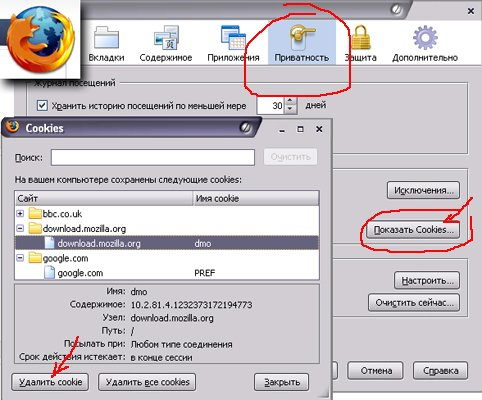 Вкладки Содержимое Приложения Приватность Защита Дополнительно
Журнал посещений
Хранить историю посещений по меньшей мере 30 дней
Cookies
Поиск: Очистить
На вашем компьютере сохранены следующие cookies:
Сайт Имя cookie
bbc.co.uk
download.mozilla.org
download.mozilla.org dmo
google.com
google.com PREF
Имя: dmo
Содержимое: 10.2.81.4.1232373172194773
Узел: download.mozilla.org
Путь: /
Посылать при: Любом типе соединения
Срок действия истекает: в конце сессии
Удалить cookie Удалить все cookies Закрыть
Исключения...
Показать Cookies...
Настроить...
Очистить сейчас...
Отмена Справка